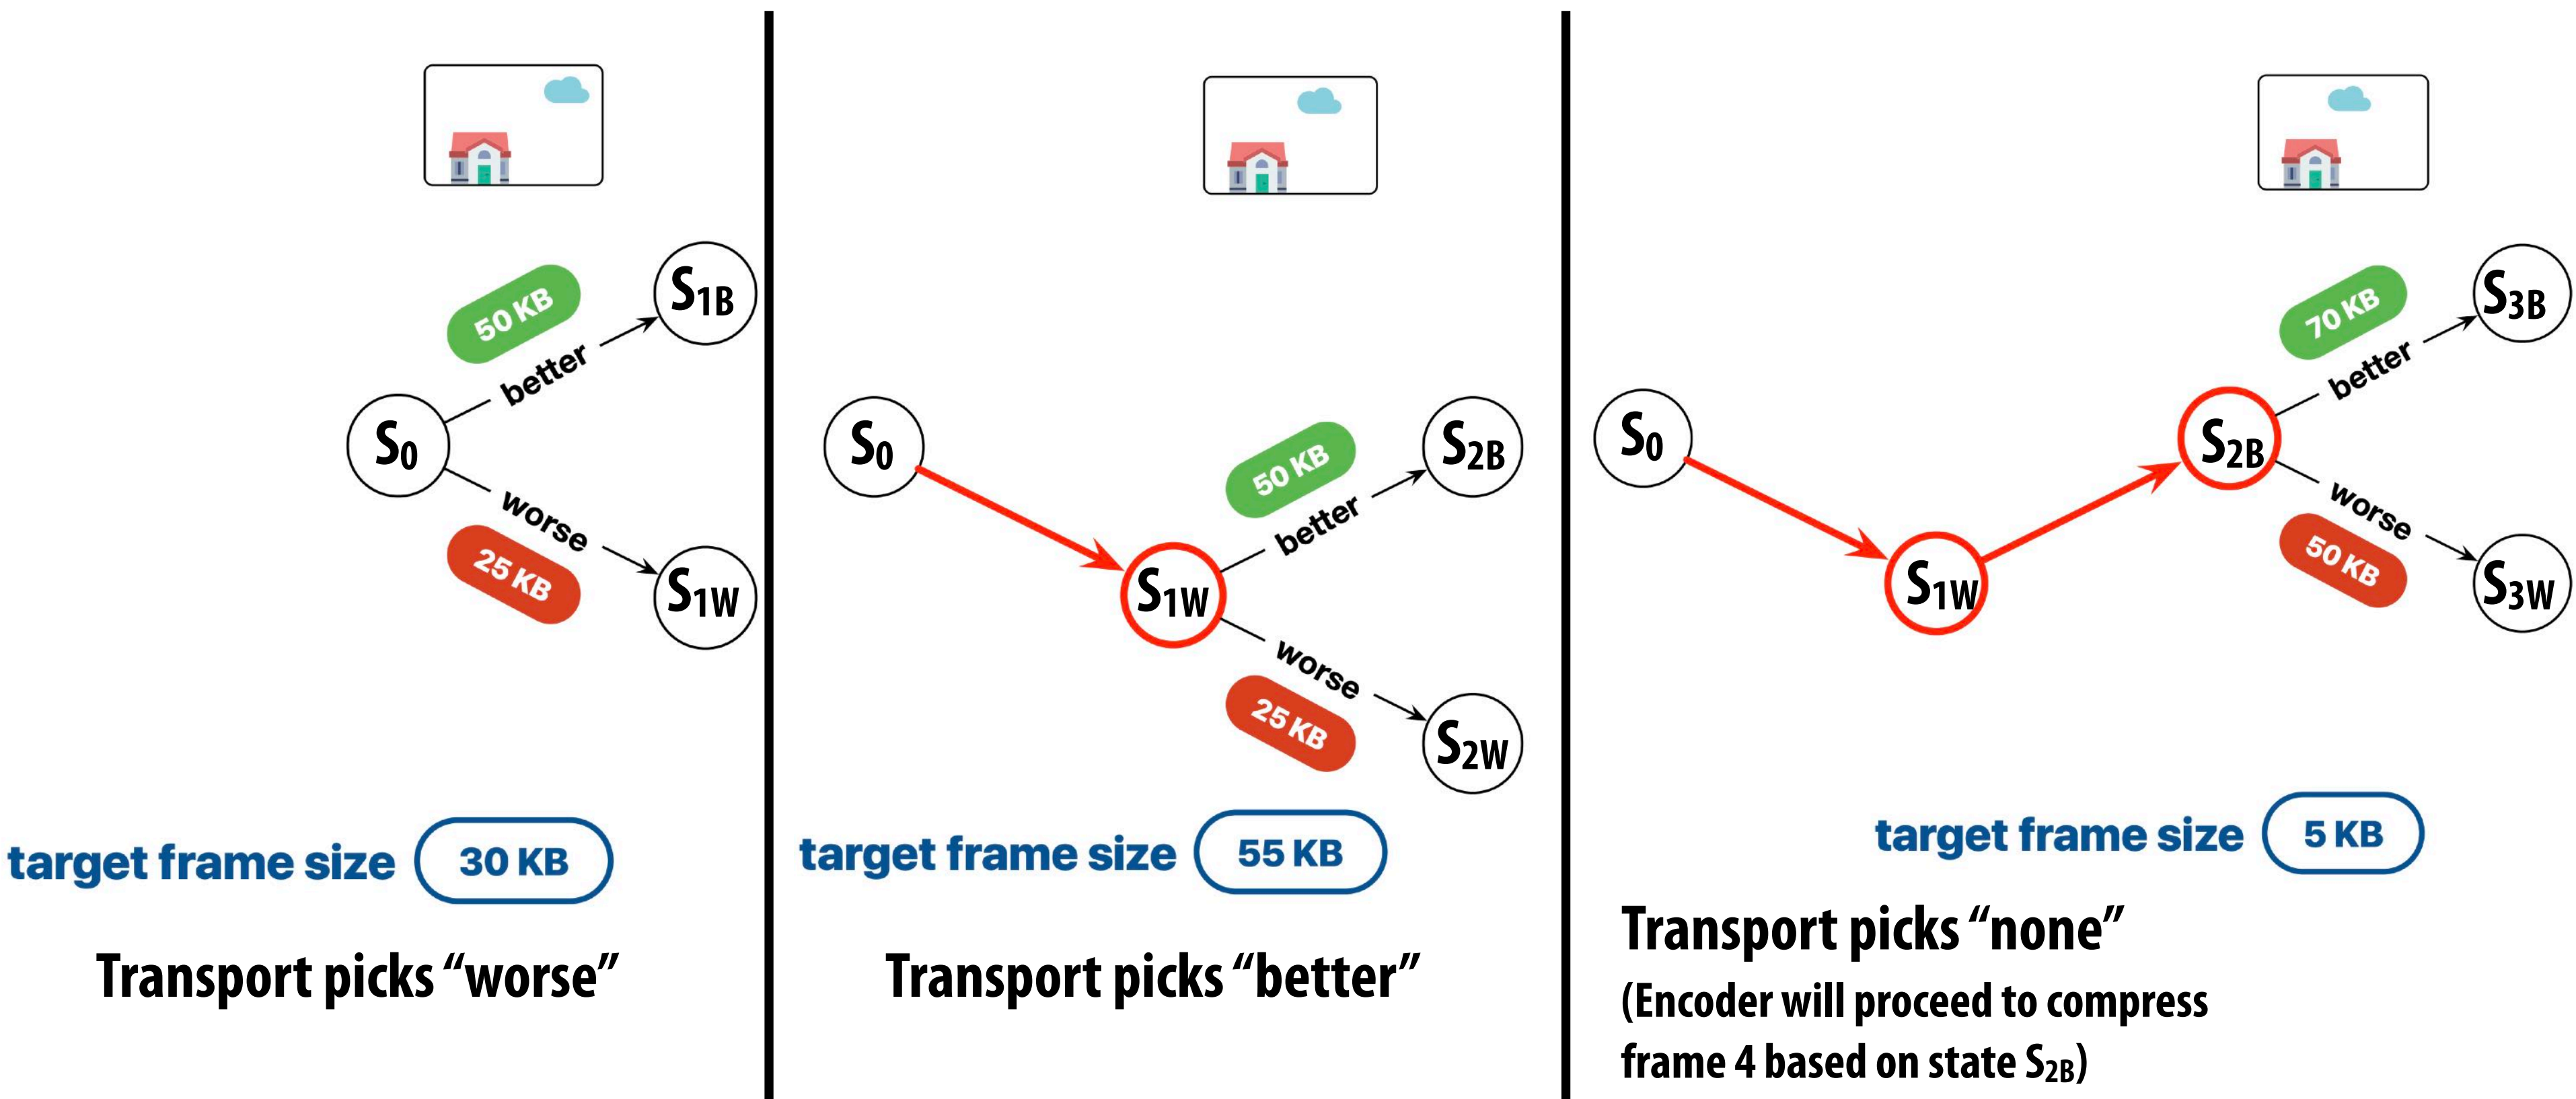 50 KB
better
S1B
S0
worse
25 KB
S1W
target frame size 30 KB
Transport picks “worse”
S0
50 KB
better
S2B
S1W
worse
25 KB
S2W
target frame size 55 KB
Transport picks “better”
S0
S1W
S2B
70 KB
better
S3B
worse
50 KB
S3W
target frame size 5 KB
Transport picks “none”
(Encoder will proceed to compress
frame 4 based on state S2B)